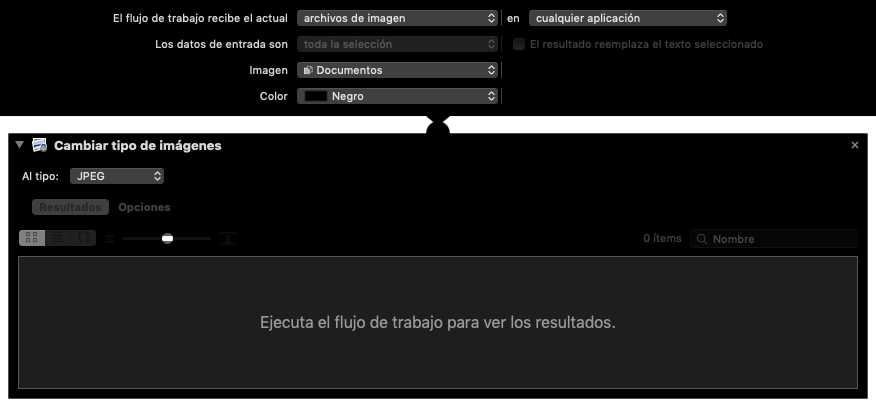 El flujo de trabajo recibe el actual archivos de imagen en cualquier aplicación
Los datos de entrada son toda la selección El resultado reemplaza el texto seleccionado
Imagen Documentos
Color Negro
Cambiar tipo de imágenes
Al tipo: JPEG
Resultados Opciones
0 ítems Nombre
Ejecuta el flujo de trabajo para ver los resultados.